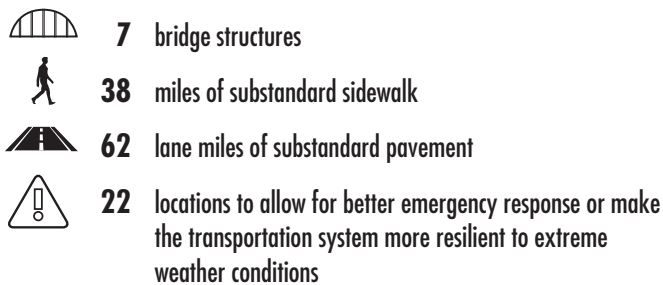 7 bridge structures
38 miles of substandard sidewalk
62 lane miles of substandard pavement
22 locations to allow for better emergency response or make
the transportation system more resilient to extreme
weather conditions